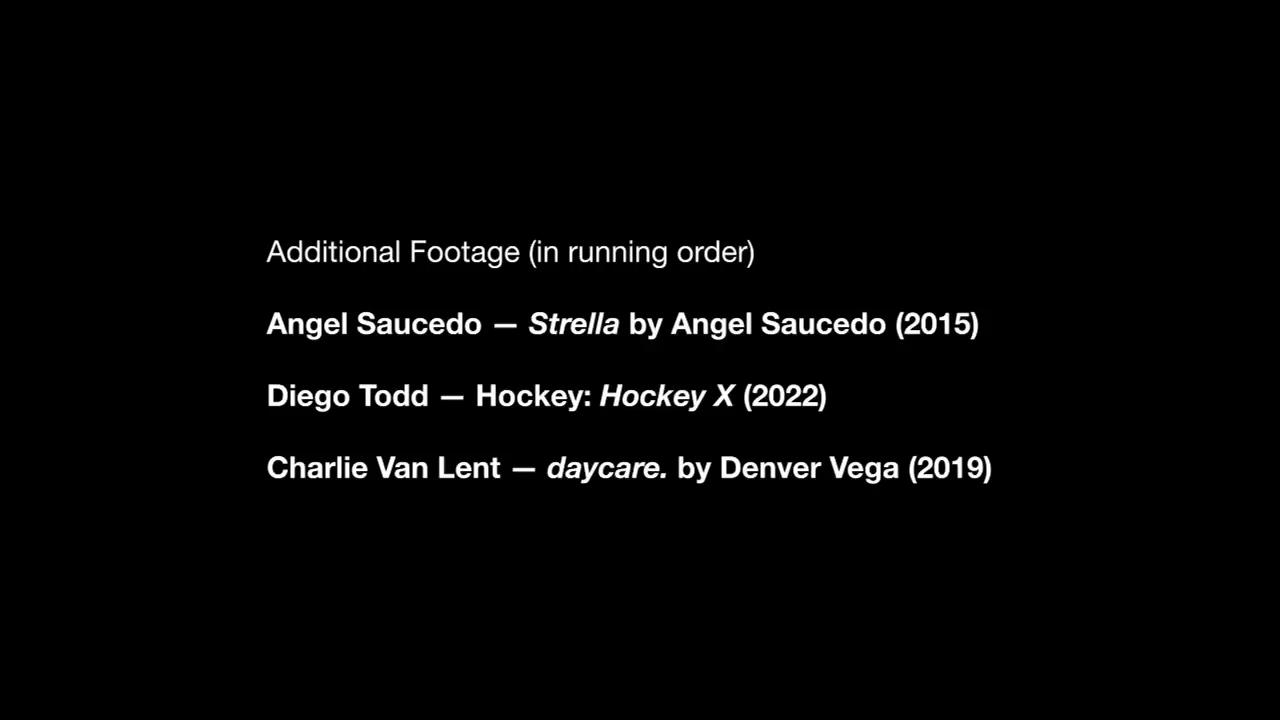 Additional Footage (in running order)
Angel Saucedo — Strella by Angel Saucedo (2015)
Diego Todd — Hockey: Hockey X (2022)
Charlie Van Lent — daycare. by Denver Vega (2019)